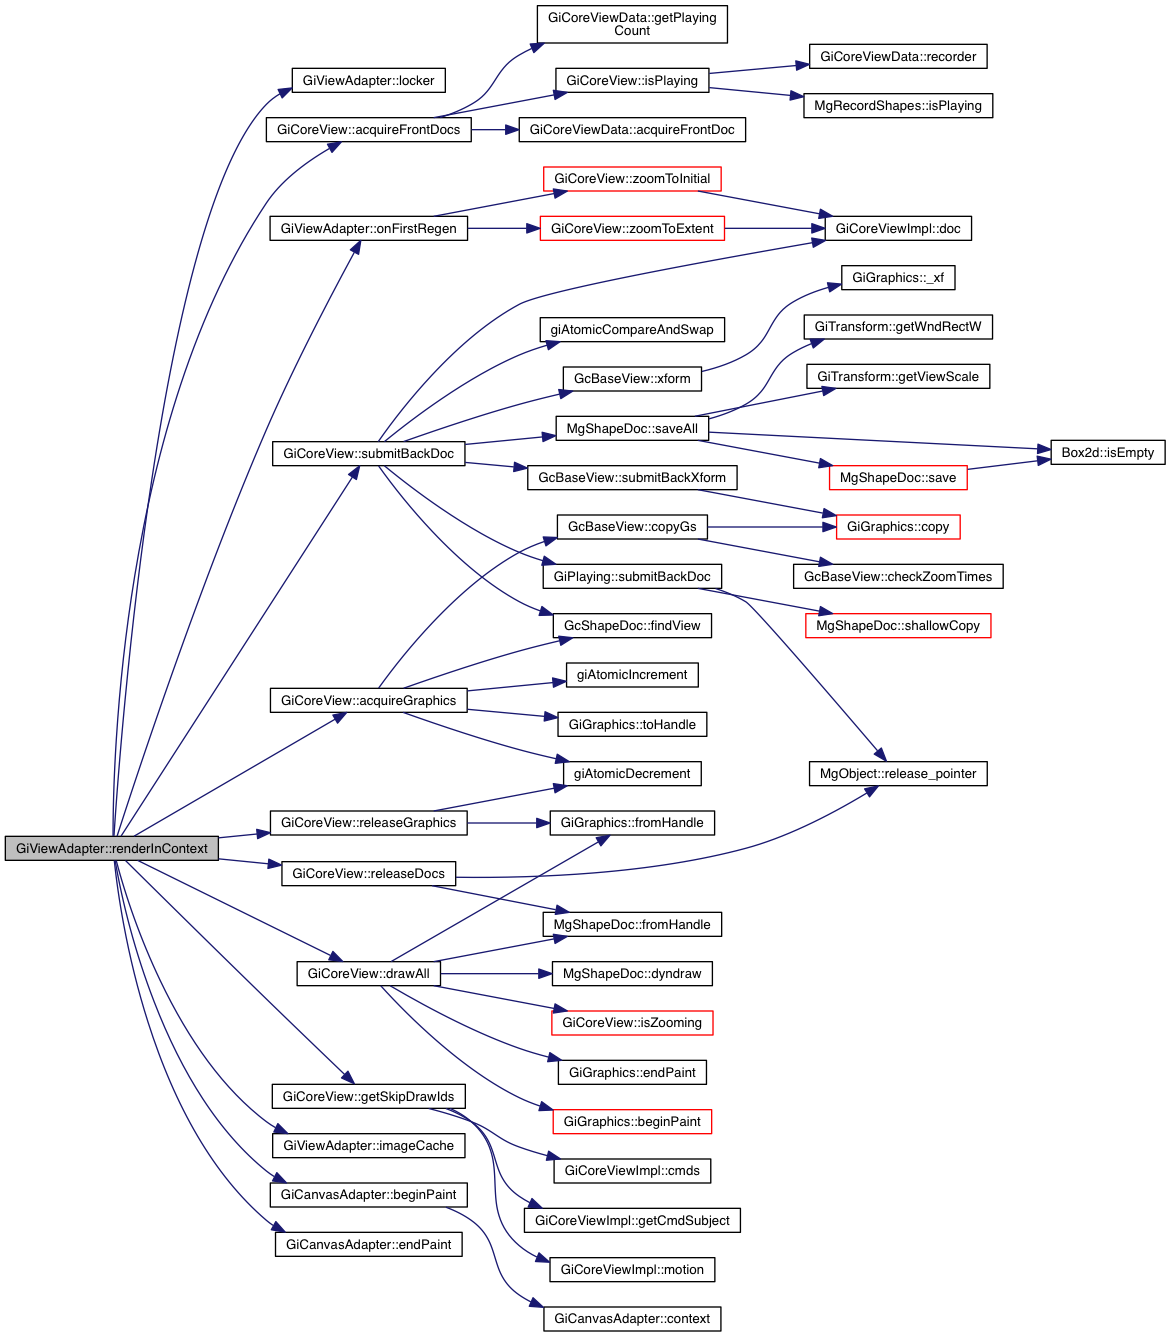 GiCoreViewData::getPlaying
Count
GiCoreViewData::recorder
GiViewAdapter::locker
GiCoreView::isPlaying
MgRecordShapes::isPlaying
GiCoreView::acquireFrontDocs
GiCoreViewData::acquireFrontDoc
GiCoreView::zoomToInitial
GiViewAdapter::onFirstRegen
GiCoreView::zoomToExtent
GiCoreViewImpl::doc
GiGraphics::_xf
giAtomicCompareAndSwap
GiTransform::getWndRectW
GcBaseView::xform
GiTransform::getViewScale
MgShapeDoc::saveAll
GiCoreView::submitBackDoc
Box2d::isEmpty
GcBaseView::submitBackXform
MgShapeDoc::save
GcBaseView::copyGs
GiGraphics::copy
GiPlaying::submitBackDoc
GcBaseView::checkZoomTimes
GcShapeDoc::findView
MgShapeDoc::shallowCopy
giAtomicIncrement
GiCoreView::acquireGraphics
GiGraphics::toHandle
giAtomicDecrement
MgObject::release_pointer
GiCoreView::releaseGraphics
GiGraphics::fromHandle
GiViewAdapter::renderInContext
GiCoreView::releaseDocs
MgShapeDoc::fromHandle
GiCoreView::drawAll
MgShapeDoc::dyndraw
GiCoreView::isZooming
GiGraphics::endPaint
GiCoreView::getSkipDrawIds
GiGraphics::beginPaint
GiViewAdapter::imageCache
GiCoreViewImpl::cmds
GiCanvasAdapter::beginPaint
GiCoreViewImpl::getCmdSubject
GiCanvasAdapter::endPaint
GiCoreViewImpl::motion
GiCanvasAdapter::context